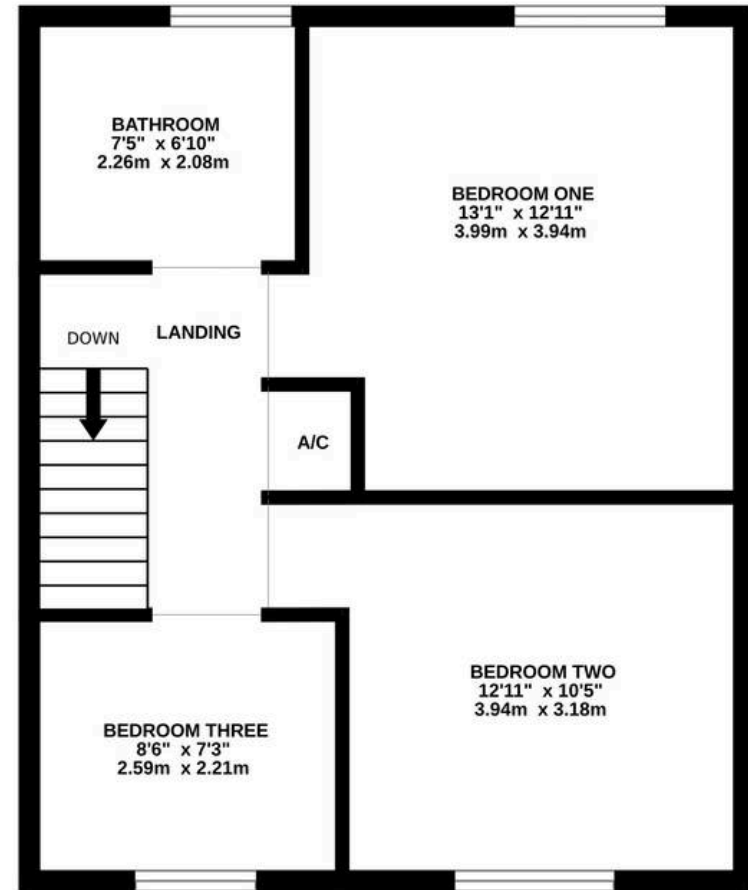 BATHROOM
7'5" x 6'10"
2.26m x 2.08m
BEDROOM ONE
13'1" x 12'11"
3.99m x 3.94m
DOWN
LANDING
A/C
BEDROOM TWO
12'11" x 10'5"
3.94m x 3.18m
BEDROOM THREE
8'6" x 7'3"
2.59m x 2.21m